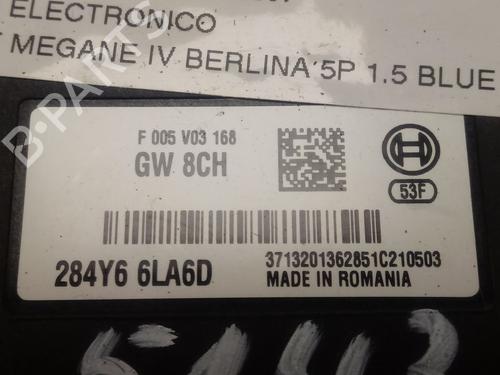 ELECTRONICO
MEGANE IV BERLINA 5P 1.5 BLUE
B-PARTS
F 005 V03 168
GW 8CH
53F
284Y6 6LA6D
3713201362851C210503
MADE IN ROMANIA